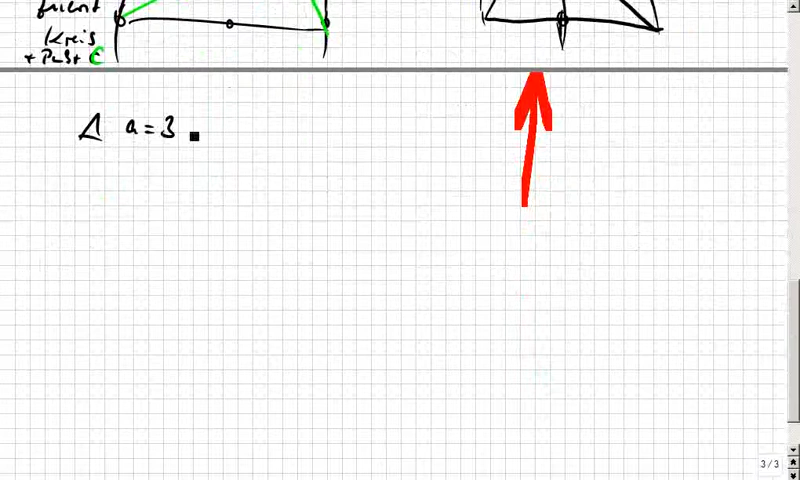 Kreis
+ Pkt C
Δ a = 3
3 / 3